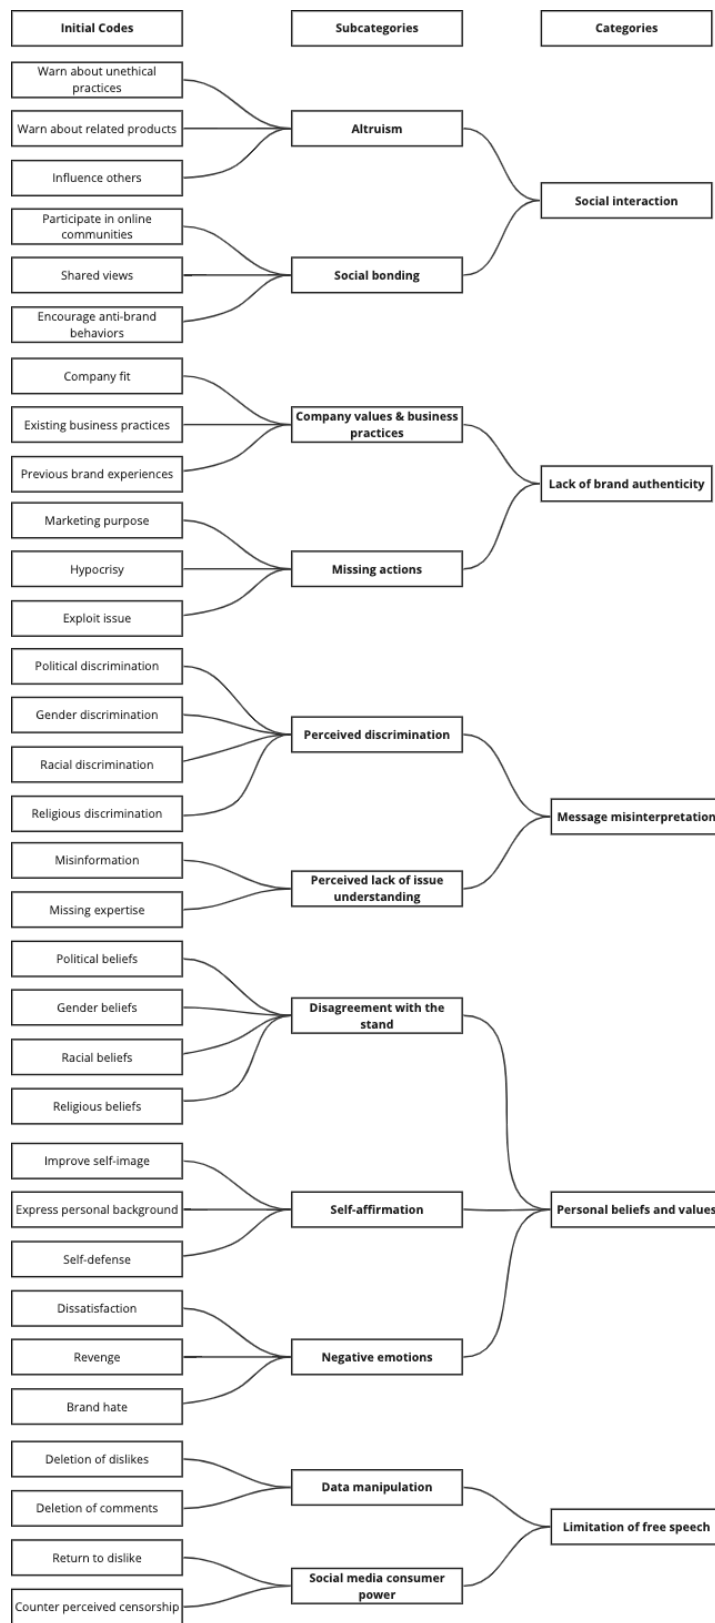 Initial Codes
Subcategories
Categories
Warn about unethical
practices
Warn about related products
Influence others
Altruism
Participate in online
communities
Shared views
Encourage anti-brand
behaviors
Social bonding
Social interaction
Company fit
Existing business practices
Previous brand experiences
Company values & business
practices
Marketing purpose
Hypocrisy
Exploit issue
Missing actions
Lack of brand authenticity
Political discrimination
Gender discrimination
Racial discrimination
Religious discrimination
Perceived discrimination
Misinformation
Missing expertise
Perceived lack of issue
understanding
Message misinterpretation
Political beliefs
Gender beliefs
Racial beliefs
Religious beliefs
Disagreement with the
stand
Improve self-image
Express personal background
Self-defense
Self-affirmation
Dissatisfaction
Revenge
Brand hate
Negative emotions
Personal beliefs and values
Deletion of dislikes
Deletion of comments
Data manipulation
Return to dislike
Counter perceived censorship
Social media consumer
power
Limitation of free speech